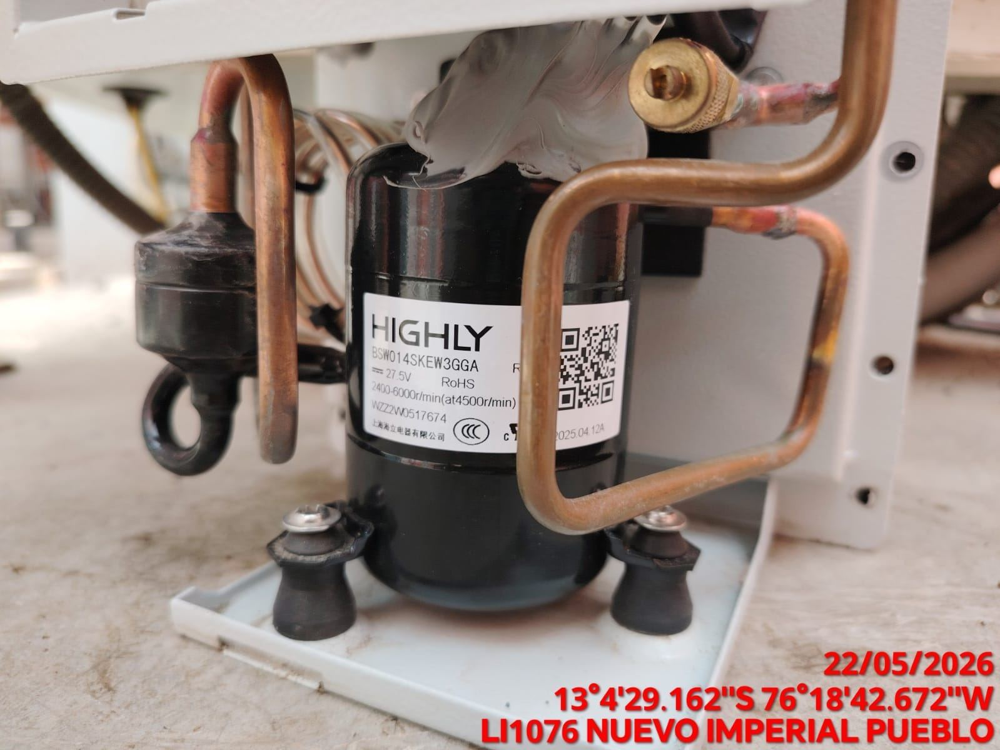 HIGHLY
BSW014SKEW3GGA
27.5V RoHS
2400-6000r/min(at4500r/min)
WZZ2W0517674
上海海立电器有限公司
2025.04.12A
22/05/2026
13°4'29.162"S 76°18'42.672"W
LI1076 NUEVO IMPERIAL PUEBLO